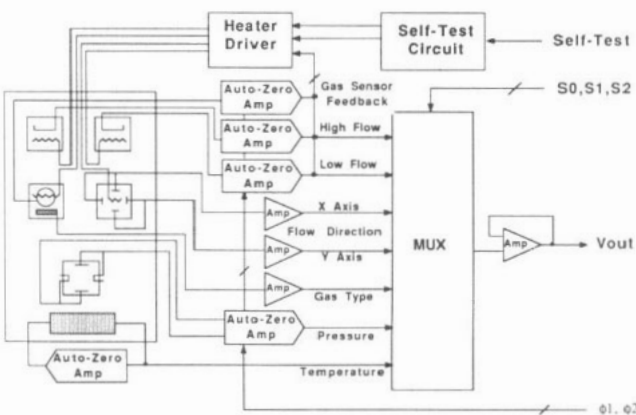 Heater
Driver
Self-Test
Circuit
Self-Test
Auto-Zero
Amp
Gas Sensor
Feedback
S0,S1,S2
Auto-Zero
Amp
High Flow
Auto-Zero
Amp
Low Flow
Amp
X Axis
Flow Direction
Amp
Y Axis
MUX
Amp
Vout
Amp
Gas Type
Auto-Zero
Amp
Pressure
Auto-Zero
Amp
Temperature
ϕ1,